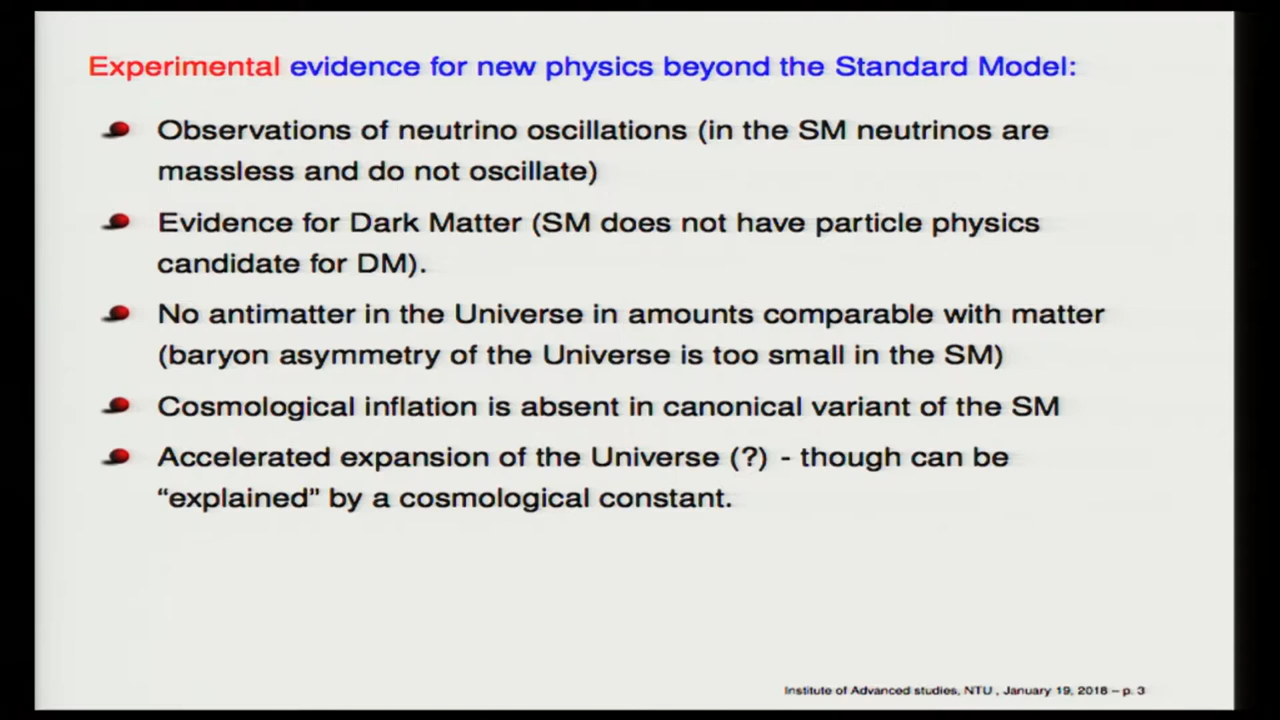 Experimental evidence for new physics beyond the Standard Model:
Observations of neutrino oscillations (in the SM neutrinos are
massless and do not oscillate)
Evidence for Dark Matter (SM does not have particle physics
candidate for DM).
No antimatter in the Universe in amounts comparable with matter
(baryon asymmetry of the Universe is too small in the SM)
Cosmological inflation is absent in canonical variant of the SM
Accelerated expansion of the Universe (?) - though can be
“explained” by a cosmological constant.
Institute of Advanced studies, NTU , January 19, 2018 – p. 3